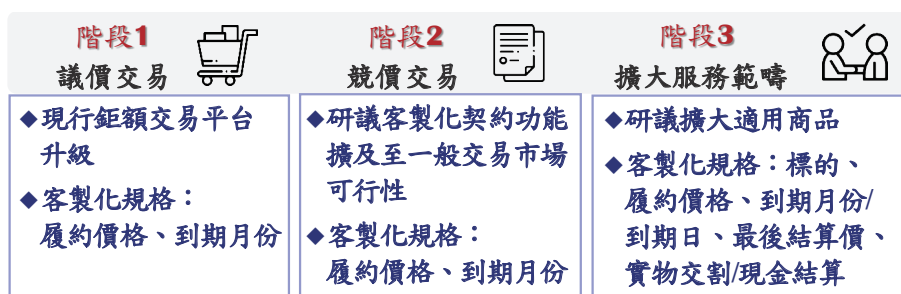 階段1
議價交易
◆現行鉅額交易平台
升級
◆客製化規格：
履約價格、到期月份
階段2
競價交易
◆研議客製化契約功能
擴及至一般交易市場
可行性
◆客製化規格：
履約價格、到期月份
階段3
擴大服務範疇
◆研議擴大適用商品
◆客製化規格：標的、
履約價格、到期月份/
到期日、最後結算價、
實物交割/現金結算